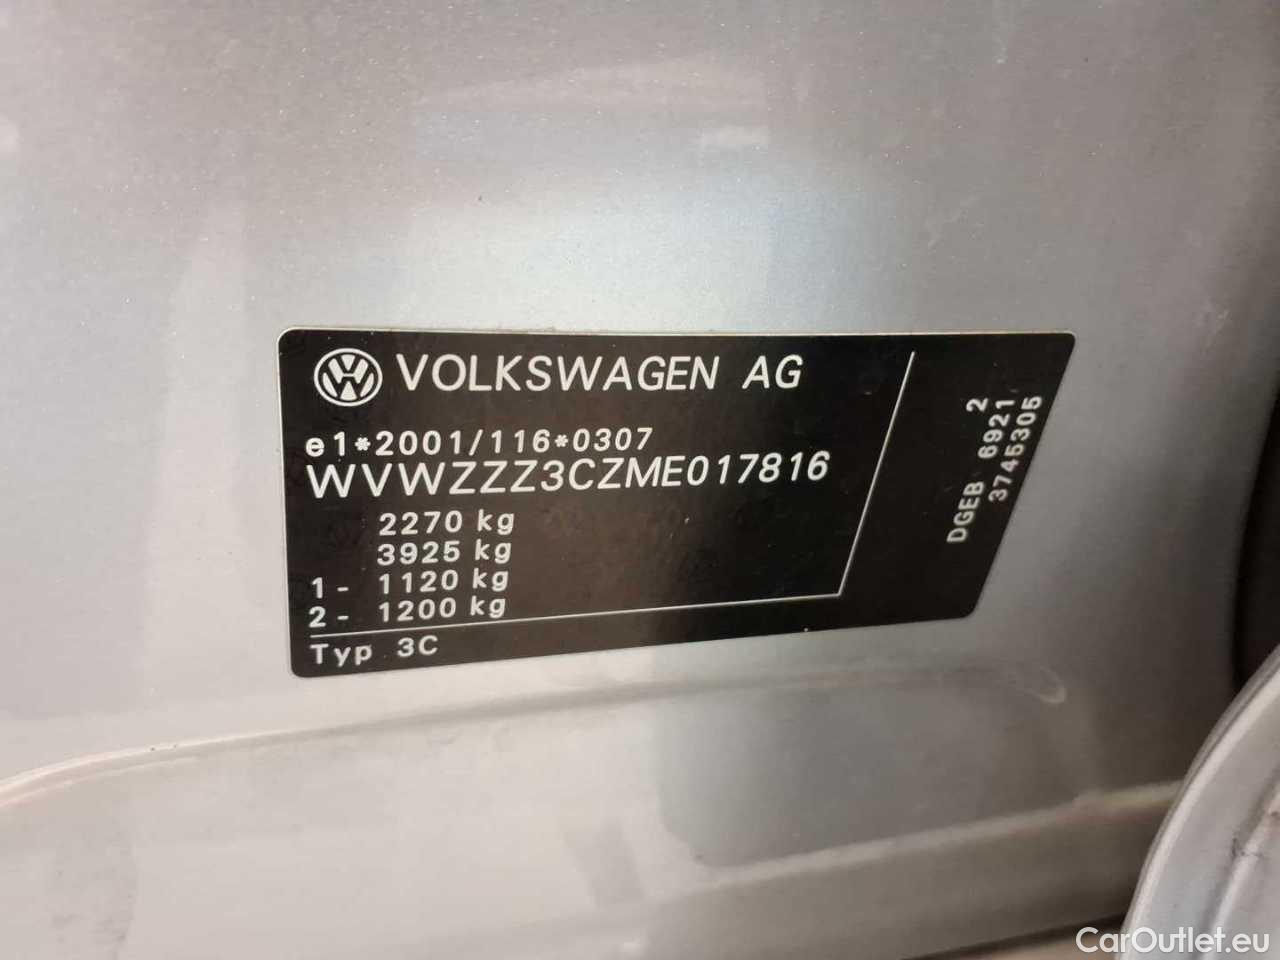 VOLKSWAGEN AG
e1*2001/116*0307
WVWZZZ3CZME017816
2270 kg
3925 kg
1 - 1120 kg
2 - 1200 kg
Typ 3C
2
DGEB 6921
3745305
CarOutlet.eu